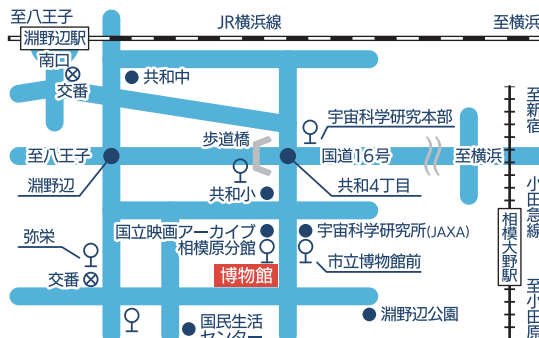 至八王子
JR横浜線
至横浜
淵野辺駅
南口
交番
共和中
至新宿
宇宙科学研究本部
歩道橋
至八王子
国道16号
至横浜
淵野辺
共和小
共和4丁目
小田急線
相模大野駅
国立映画アーカイブ
相模原分館
宇宙科学研究所(JAXA)
弥栄
市立博物館前
交番
博物館
至小田原
国民生活
センター
淵野辺公園